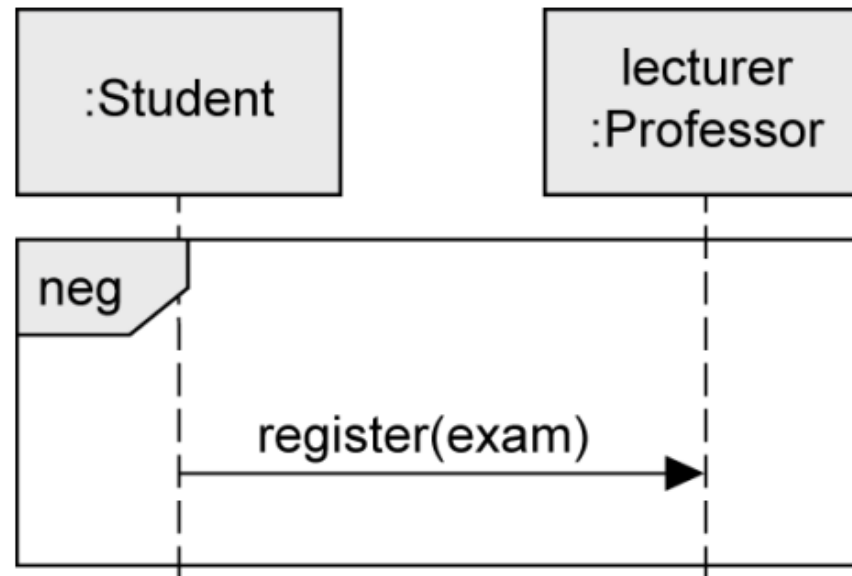 :Student
lecturer
:Professor
neg
register(exam)